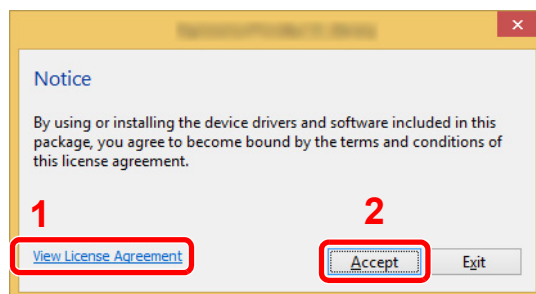 Notice
By using or installing the device drivers and software included in this
package, you agree to become bound by the terms and conditions of
this license agreement.
1
2
View License Agreement
Accept
Exit